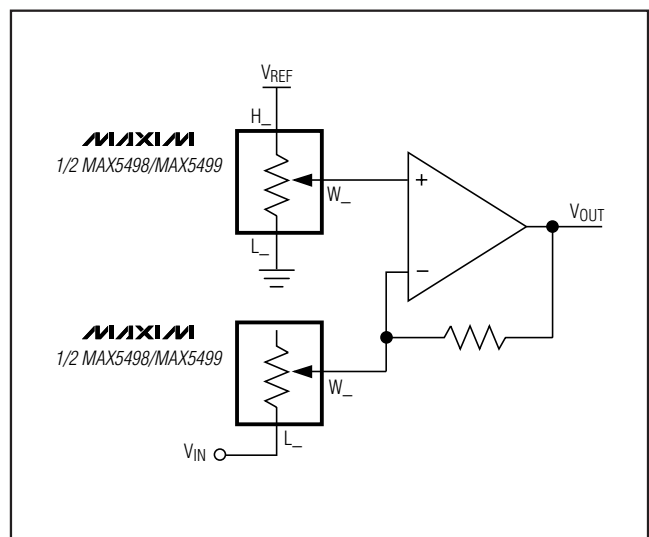 VREF
H_
MAXIM
1/2 MAX5498/MAX5499
W_
L_
+
VOUT
−
MAXIM
1/2 MAX5498/MAX5499
W_
L_
VIN